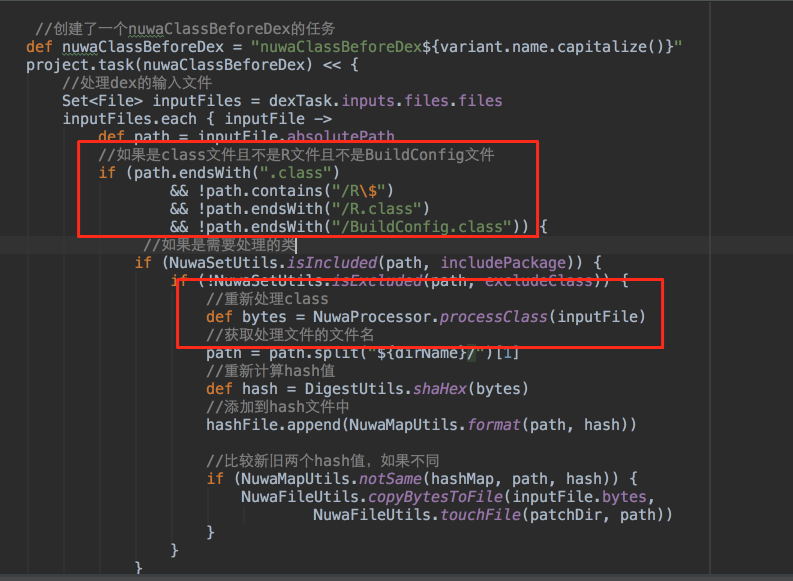 //创建了一个nuwaClassBeforeDex的任务
def nuwaClassBeforeDex = "nuwaClassBeforeDex${variant.name.capitalize()}"
project.task(nuwaClassBeforeDex) << {
//处理dex的输入文件
Set<File> inputFiles = dexTask.inputs.files.files
inputFiles.each { inputFile ->
def path = inputFile.absolutePath
//如果是class文件且不是R文件且不是BuildConfig文件
if (path.endsWith(".class")
&& !path.contains("/R\$")
&& !path.endsWith("/R.class")
&& !path.endsWith("/BuildConfig.class")) {
//如果是需要处理的类
if (NuwaSetUtils.isIncluded(path, includePackage)) {
if (!NuwaSetUtils.isExcluded(path, excludeClass)) {
//重新处理class
def bytes = NuwaProcessor.processClass(inputFile)
//获取处理文件的文件名
path = path.split("${dirName}/")[1]
//重新计算hash值
def hash = DigestUtils.shaHex(bytes)
//添加到hash文件中
hashFile.append(NuwaMapUtils.format(path, hash))
//比较新旧两个hash值，如果不同
if (NuwaMapUtils.notSame(hashMap, path, hash)) {
NuwaFileUtils.copyBytesToFile(inputFile.bytes,
NuwaFileUtils.touchFile(patchDir, path))
}
}
}